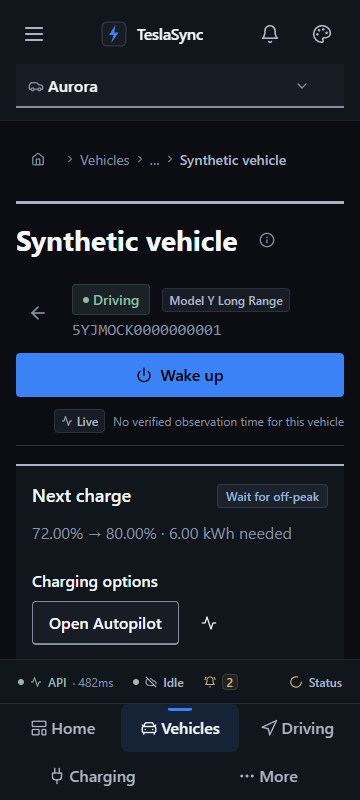 TeslaSync
Aurora
Vehicles ... Synthetic vehicle
Synthetic vehicle
Driving Model Y Long Range
5YJMOCK0000000001
Wake up
Live No verified observation time for this vehicle
Next charge Wait for off-peak
72.00% → 80.00% · 6.00 kWh needed
Charging options
Open Autopilot
API · 482ms Idle 2 Status
Home Vehicles Driving
Charging More